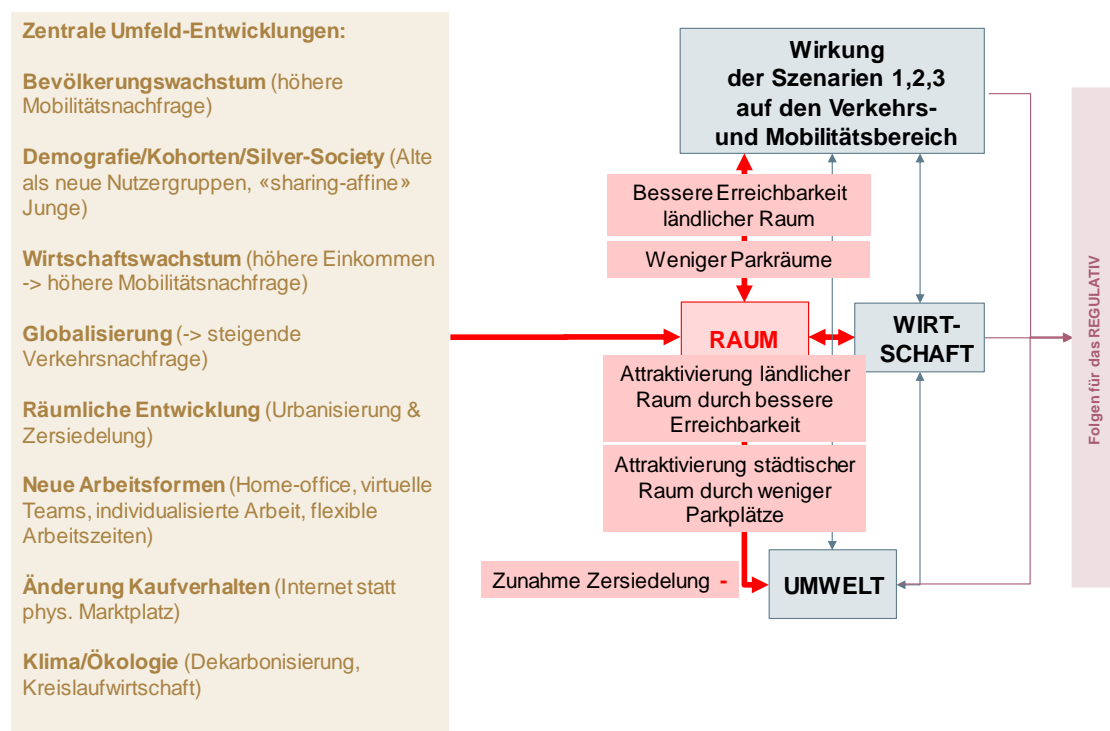 Zentrale Umfeld-Entwicklungen:
Bevölkerungswachstum (höhere
Mobilitätsnachfrage)
Demografie/Kohorten/Silver-Society (Alte
als neue Nutzergruppen, «sharing-affine»
Junge)
Wirtschaftswachstum (höhere Einkommen
-> höhere Mobilitätsnachfrage)
Globalisierung (-> steigende
Verkehrsnachfrage)
Räumliche Entwicklung (Urbanisierung &
Zersiedelung)
Neue Arbeitsformen (Home-office, virtuelle
Teams, individualisierte Arbeit, flexible
Arbeitszeiten)
Änderung Kaufverhalten (Internet statt
phys. Marktplatz)
Klima/Ökologie (Dekarbonisierung,
Kreislaufwirtschaft)
Wirkung
der Szenarien 1,2,3
auf den Verkehrs-
und Mobilitätsbereich
Bessere Erreichbarkeit
ländlicher Raum
Weniger Parkräume
RAUM
WIRT-
SCHAFT
Attraktivierung ländlicher
Raum durch bessere
Erreichbarkeit
Attraktivierung städtischer
Raum durch weniger
Parkplätze
Zunahme Zersiedelung -
UMWELT
Folgen für das REGULATIV